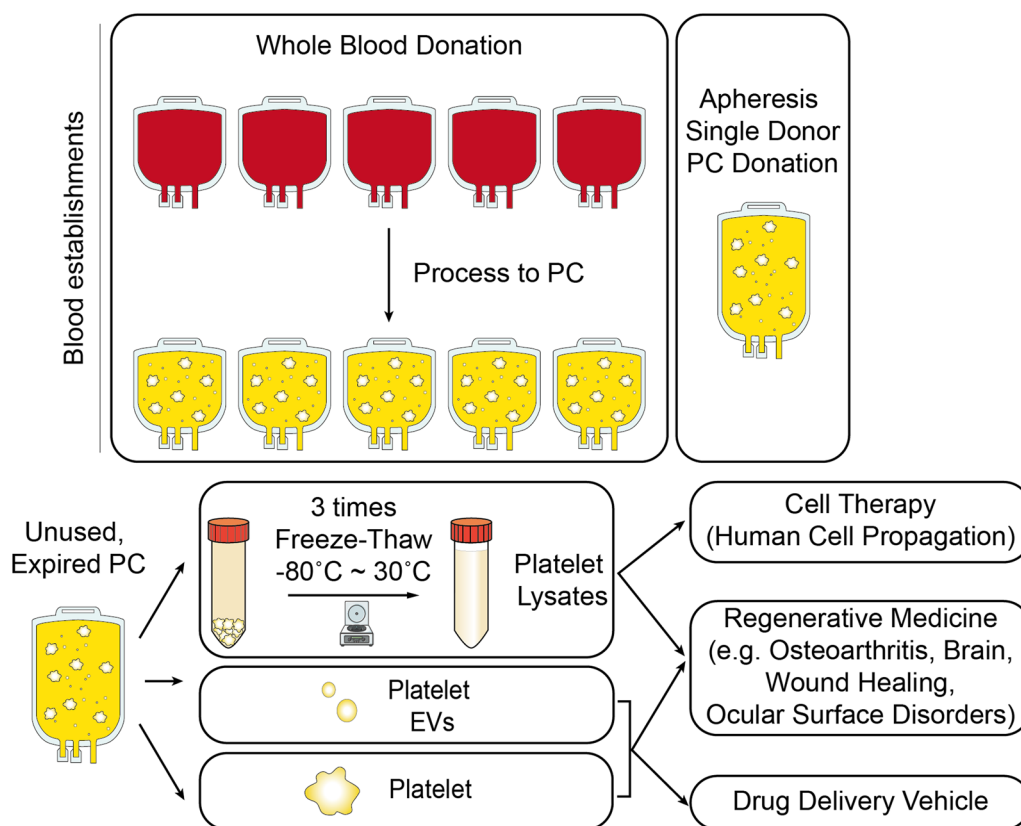 Blood establishments
Whole Blood Donation
Process to PC
Apheresis
Single Donor
PC Donation
Unused,
Expired PC
3 times
Freeze-Thaw
-80˚C ~ 30˚C
Platelet
Lysates
Platelet
EVs
Platelet
Cell Therapy
(Human Cell Propagation)
Regenerative Medicine
(e.g. Osteoarthritis, Brain,
Wound Healing,
Ocular Surface Disorders)
Drug Delivery Vehicle